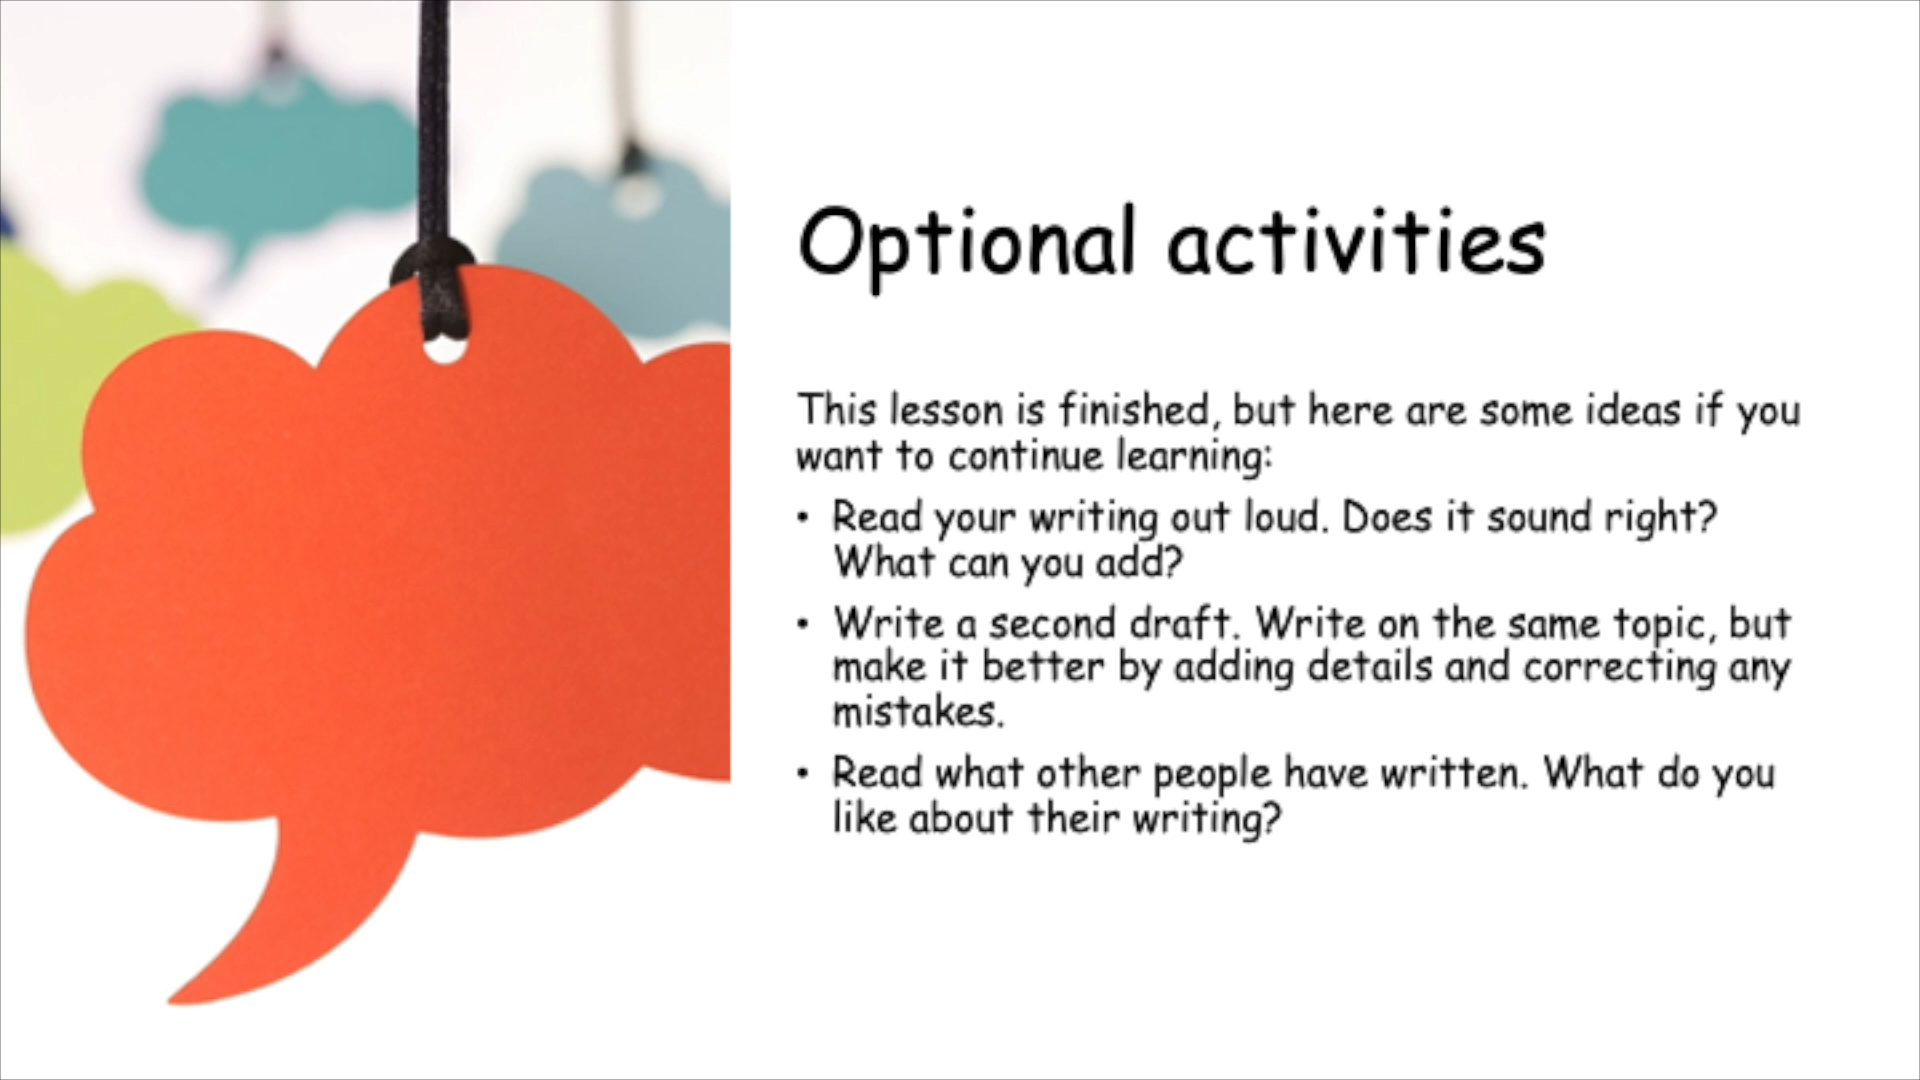 Optional activities
This lesson is finished, but here are some ideas if you
want to continue learning:
• Read your writing out loud. Does it sound right?
What can you add?
• Write a second draft. Write on the same topic, but
make it better by adding details and correcting any
mistakes.
• Read what other people have written. What do you
like about their writing?